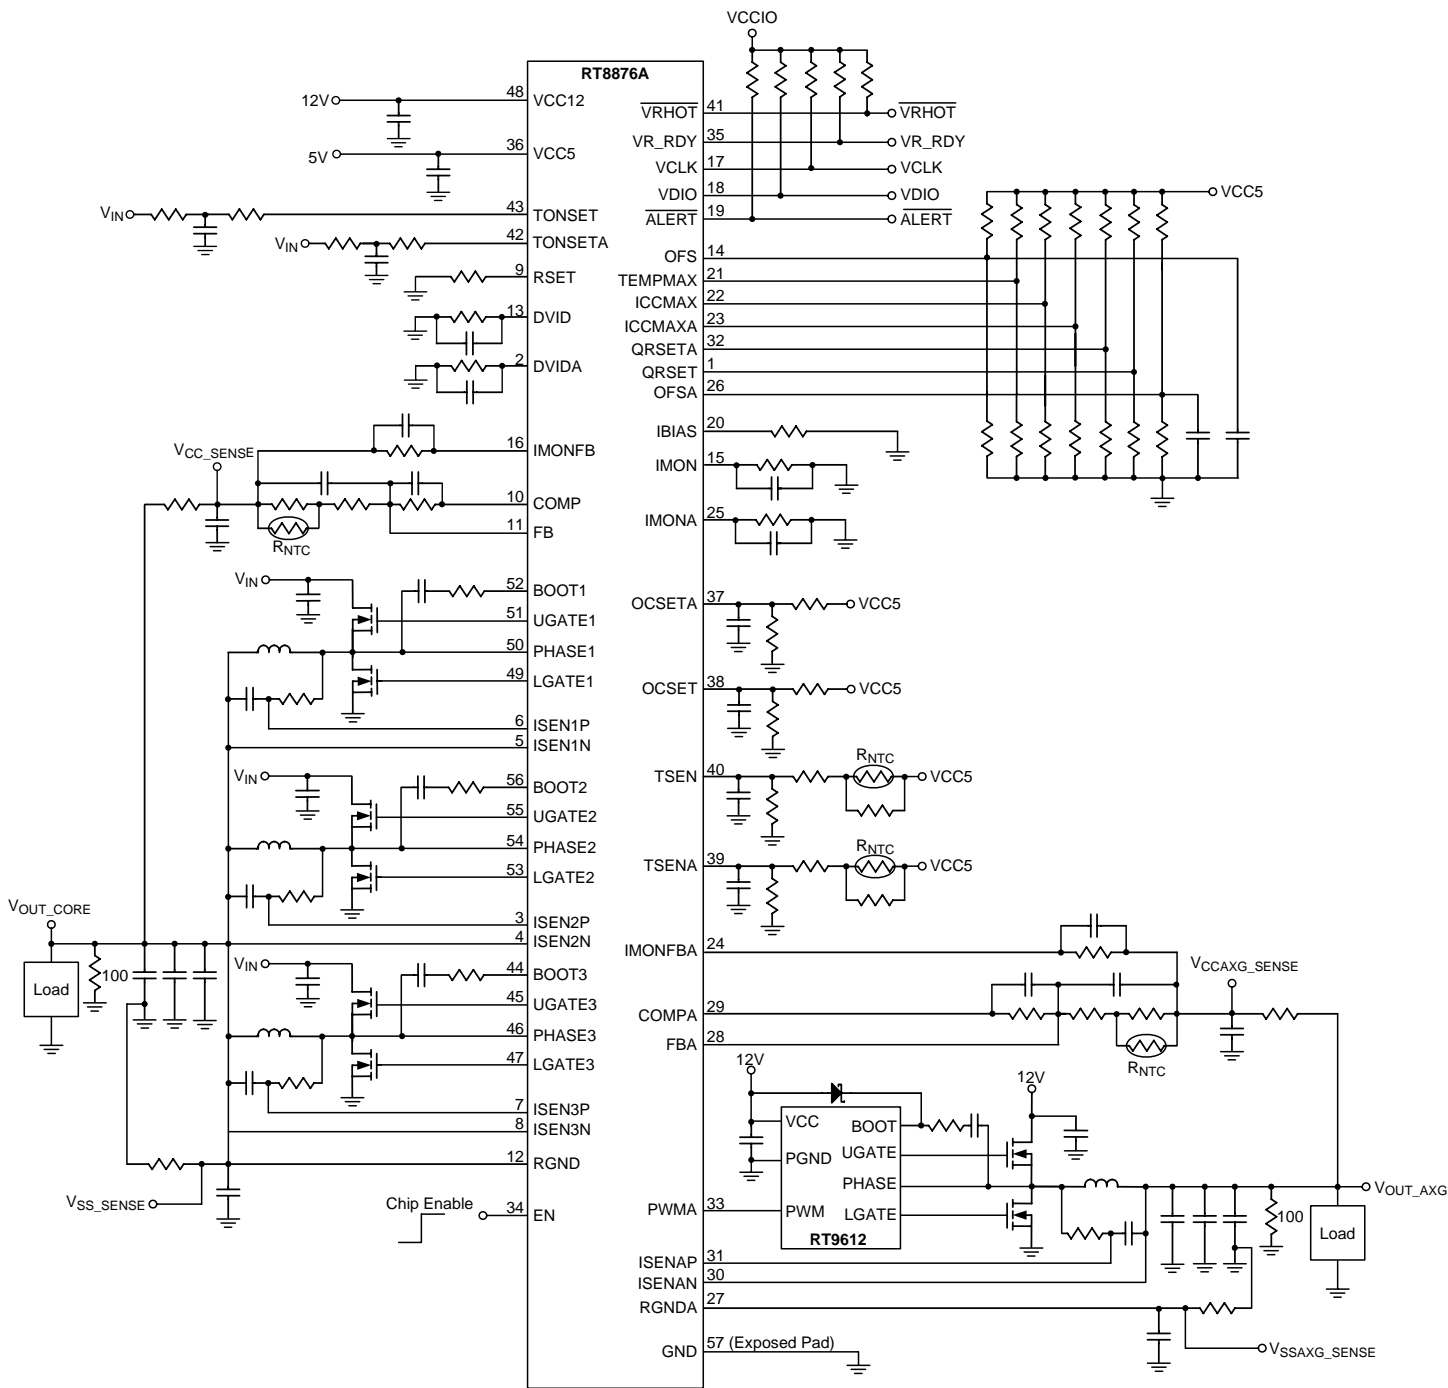 VCCIO
RT8876A
12V 48 VCC12
5V 36 VCC5
VIN 43 TONSET
VIN 42 TONSETA
9 RSET
13 DVID
2 DVIDA
16 IMONFB
VCC_SENSE
10 COMP
11 FB
RNTC
VIN 52 BOOT1
51 UGATE1
50 PHASE1
49 LGATE1
6 ISEN1P
5 ISEN1N
VIN 56 BOOT2
55 UGATE2
54 PHASE2
53 LGATE2
3 ISEN2P
4 ISEN2N
VOUT_CORE
Load
100
VIN 44 BOOT3
45 UGATE3
46 PHASE3
47 LGATE3
7 ISEN3P
8 ISEN3N
12 RGND
VSS_SENSE
Chip Enable 34 EN
VRHOT 41 VRHOT
VR_RDY 35 VR_RDY
VCLK 17 VCLK
VDIO 18 VDIO
ALERT 19 ALERT
VCC5
OFS 14
TEMPMAX 21
ICCMAX 22
ICCMAXA 23
QRSETA 32
QRSET 1
OFSA 26
IBIAS 20
IMON 15
IMONA 25
OCSETA 37 VCC5
OCSET 38 VCC5
TSEN 40 RNTC VCC5
TSENA 39 RNTC VCC5
IMONFBA 24
VCCAXG_SENSE
COMPA 29
FBA 28
RNTC
12V
12V
VCC
BOOT
PGND
UGATE
PHASE
PWMA 33 PWM
LGATE
RT9612
VOUT_AXG
100
Load
ISENAP 31
ISENAN 30
RGNDA 27
GND 57 (Exposed Pad)
VSSAXG_SENSE